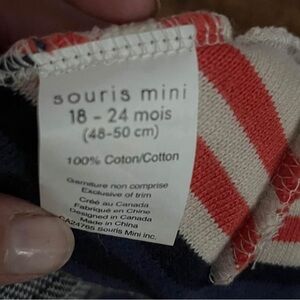 souris mini
18 - 24 mois
(48-50 cm)
100% Coton/Cotton
Garniture non comprise
Exclusive of trim
Créé au Canada
Fabriqué en Chine
Designed in Canada
Made in China
CA24765 Souris Mini inc.